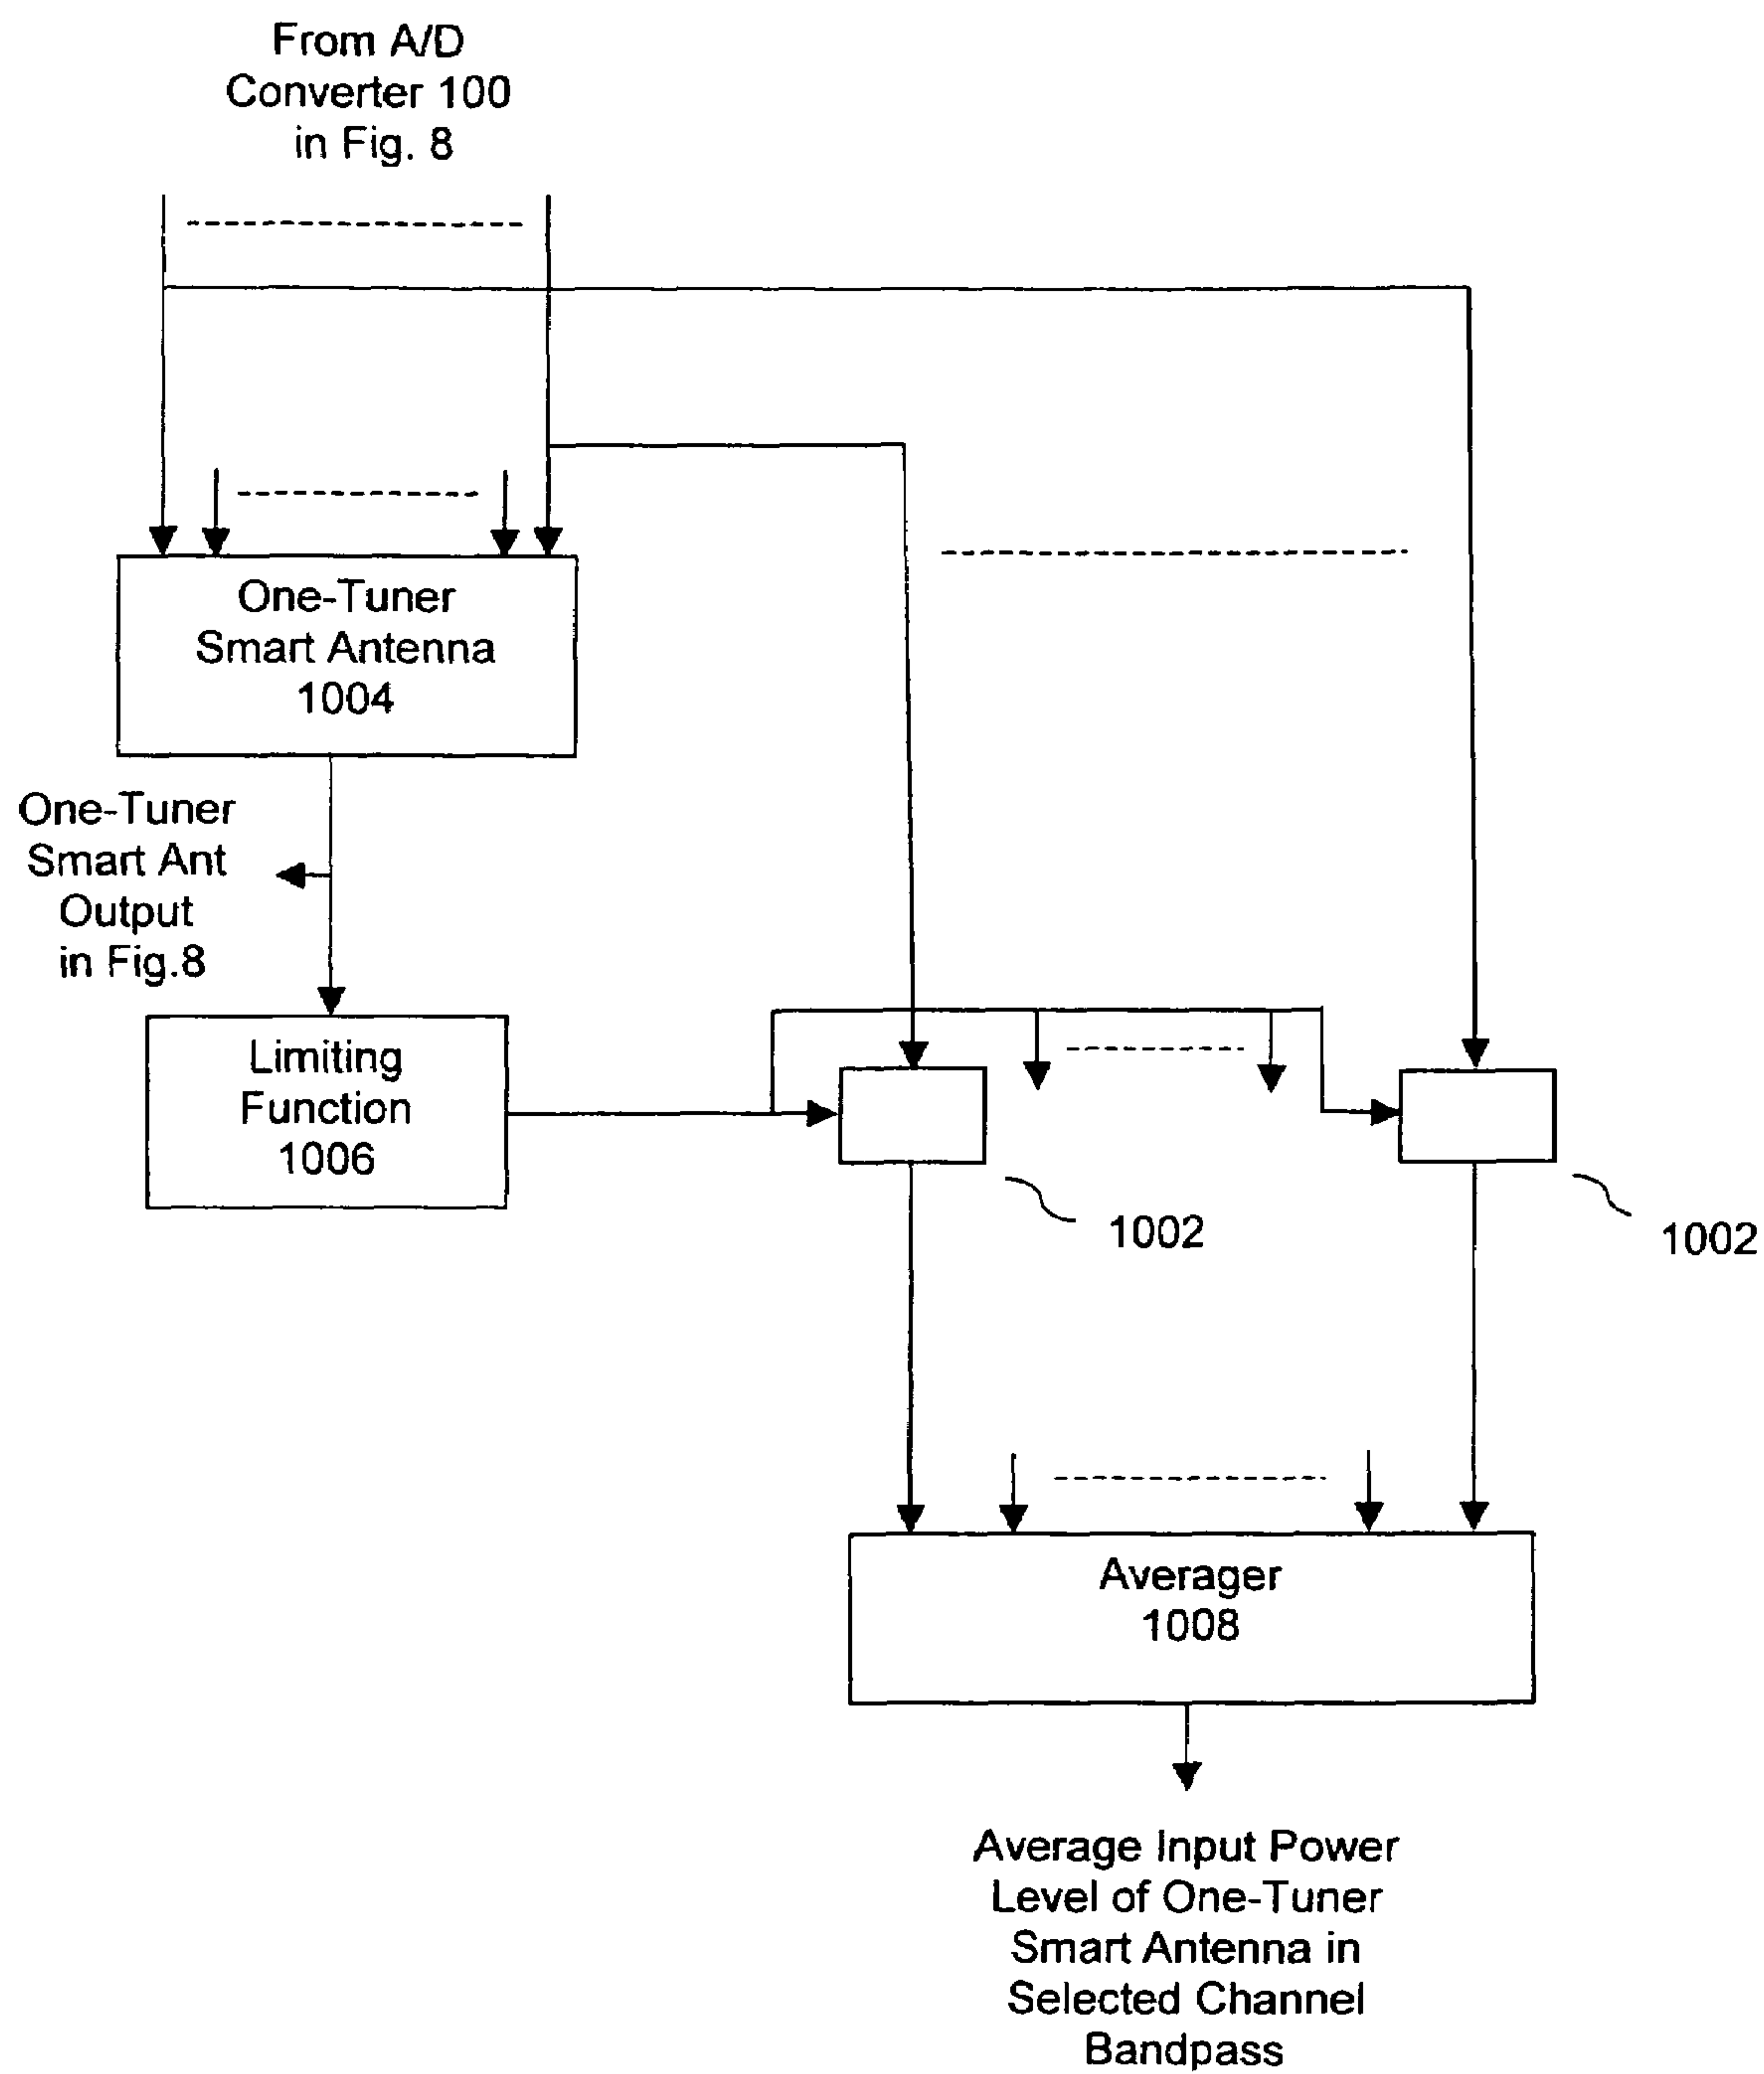 From A/D
Converter 100
in Fig. 8
One-Tuner
Smart Antenna
1004
One-Tuner
Smart Ant
Output
in Fig.8
Limiting
Function
1006
1002
1002
Averager
1008
Average Input Power
Level of One-Tuner
Smart Antenna in
Selected Channel
Bandpass